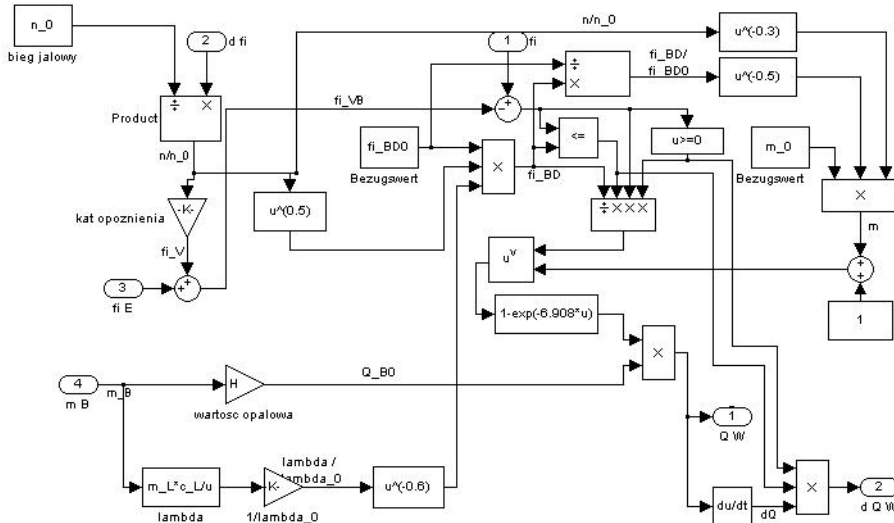 n_0
bieg jalowy
2
d fi
n/n_0
1
fi
u^(-0.3)
÷
×
fi_BD/
fi_BD0
u^(-0.5)
Product
÷
×
fi_VB
-
+
fi_BD0
Bezugswert
<=
u>=0
m_0
Bezugswert
n/n_0
×
fi_BD
×
-K-
kat opoznienia
u^(0.5)
÷×××
m
fi_V
u^v
+
+
3
fi E
+
+
1
1-exp(-6.908*u)
×
4
m B
m_B
H
wartosc opalowa
Q_B0
1
Q W
lambda /
lambda_0
m_L*c_L/u
lambda
K-
1/lambda_0
u^(-0.6)
du/dt
dQ
×
2
d Q W